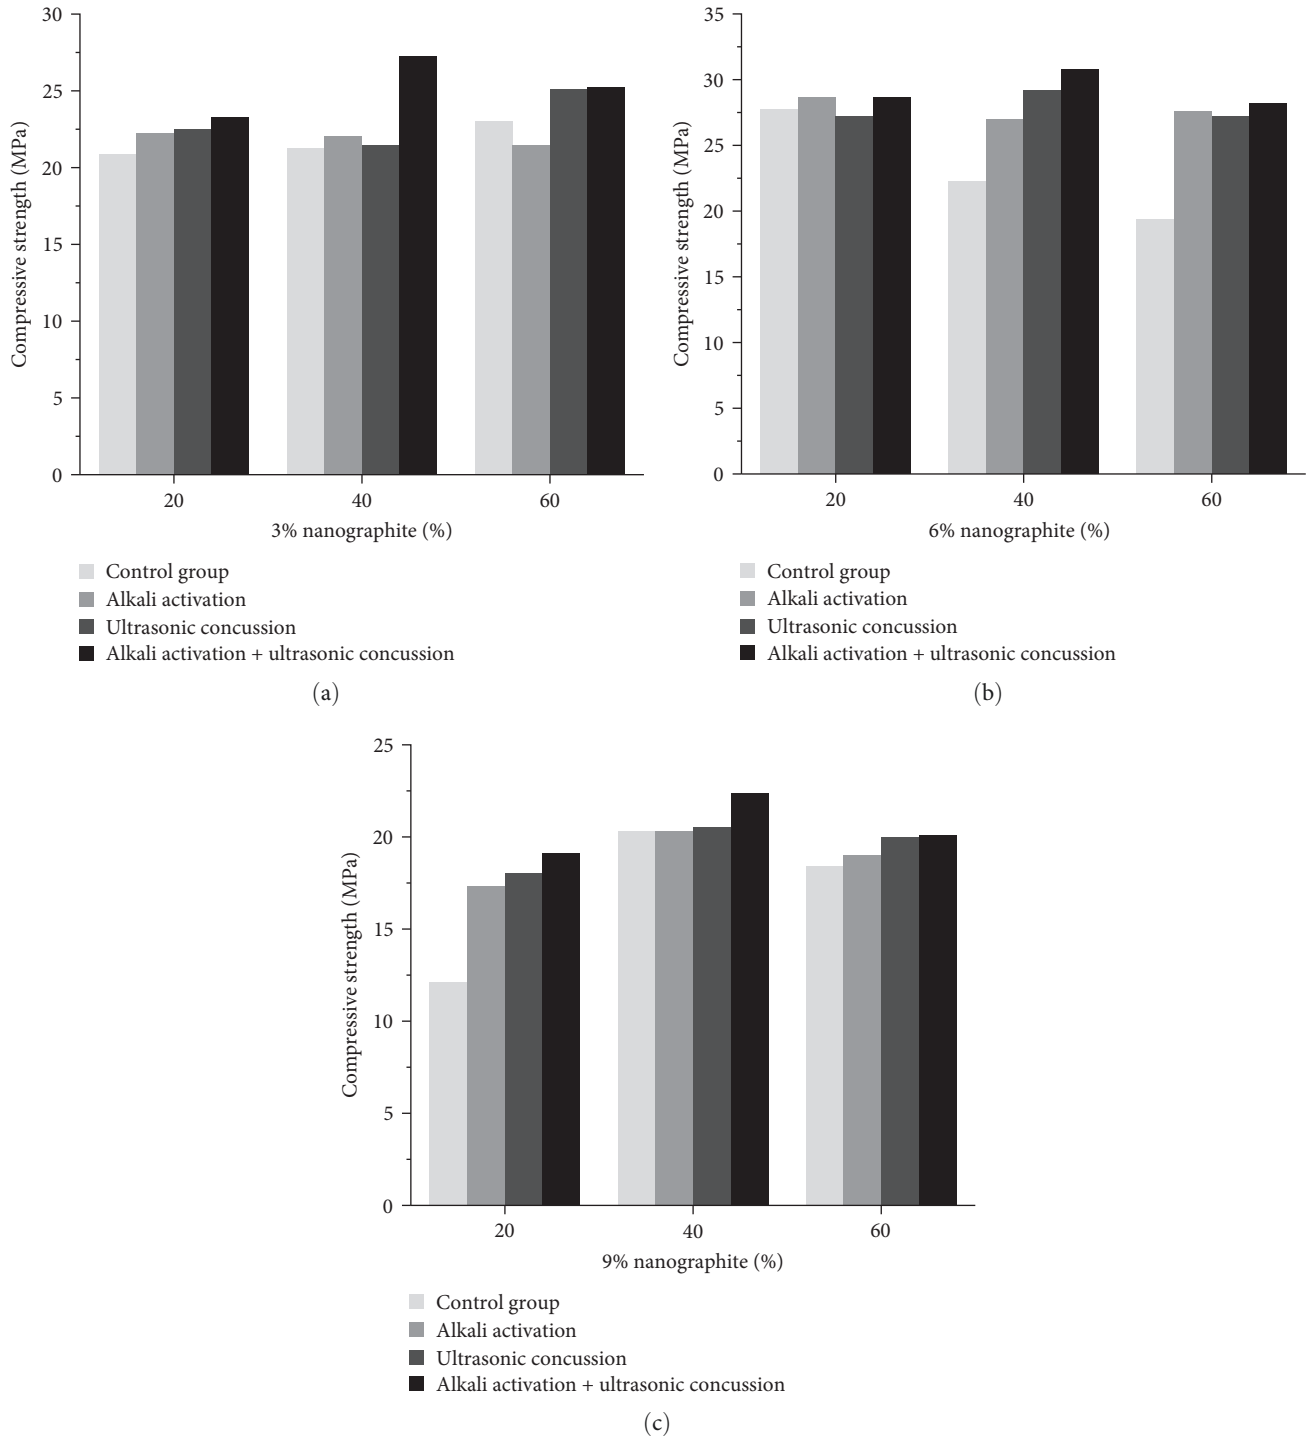 30
25
20
15
10
5
0
Compressive strength (MPa)
20 40 60
3% nanographite (%)
Control group
Alkali activation
Ultrasonic concussion
Alkali activation + ultrasonic concussion
(a)
35
30
25
20
15
10
5
0
Compressive strength (MPa)
20 40 60
6% nanographite (%)
Control group
Alkali activation
Ultrasonic concussion
Alkali activation + ultrasonic concussion
(b)
25
20
15
10
5
0
Compressive strength (MPa)
20 40 60
9% nanographite (%)
Control group
Alkali activation
Ultrasonic concussion
Alkali activation + ultrasonic concussion
(c)